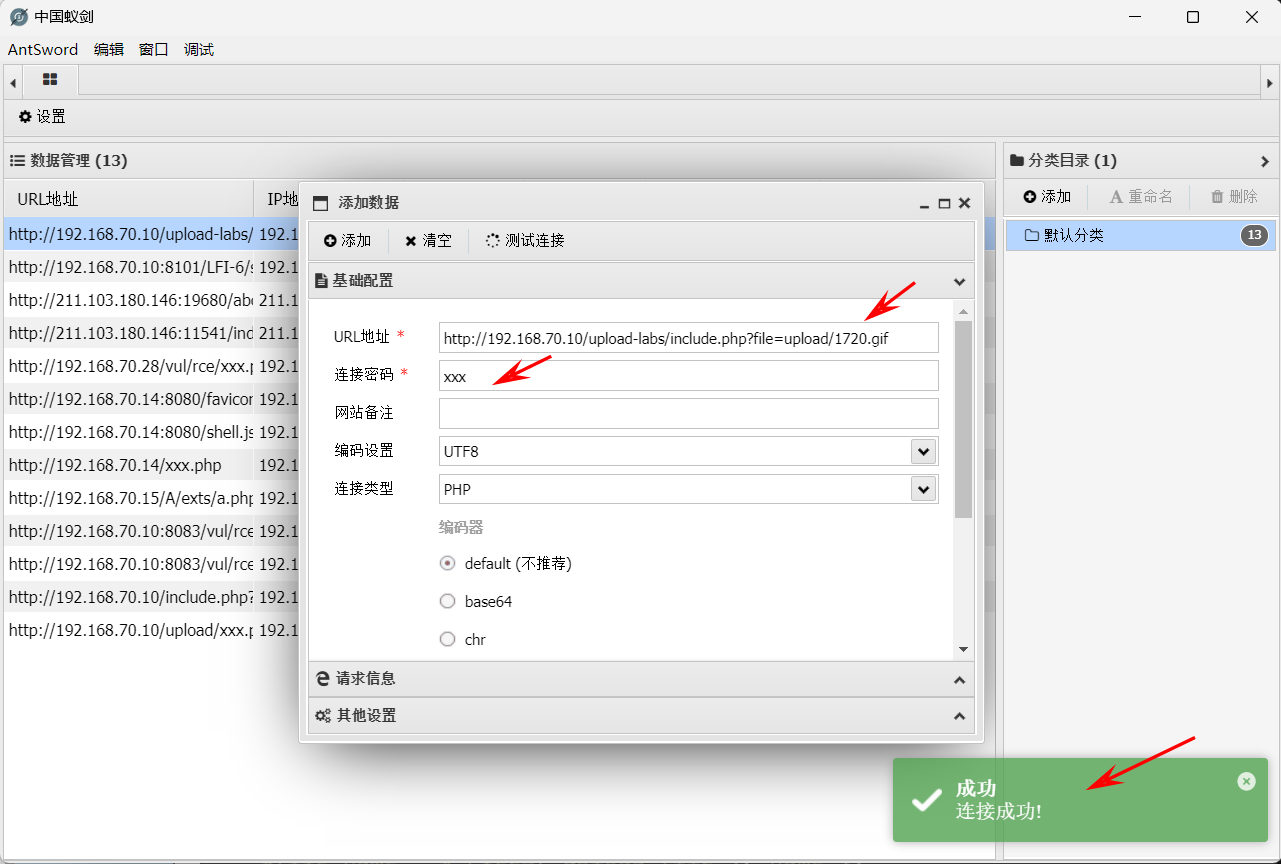 中国蚁剑
AntSword 编辑 窗口 调试
设置
数据管理 (13)
URL地址 IP地
http://192.168.70.10/upload-labs/ 192.1
http://192.168.70.10:8101/LFI-6/s 192.1
http://211.103.180.146:19680/abc 211.1
http://211.103.180.146:11541/ind 211.1
http://192.168.70.28/vul/rce/xxx.p 192.1
http://192.168.70.14:8080/favicon 192.1
http://192.168.70.14:8080/shell.js 192.1
http://192.168.70.14/xxx.php 192.1
http://192.168.70.15/A/exts/a.php 192.1
http://192.168.70.10:8083/vul/rce 192.1
http://192.168.70.10:8083/vul/rce 192.1
http://192.168.70.10/include.php? 192.1
http://192.168.70.10/upload/xxx.p 192.1
添加数据
添加 清空 测试连接
基础配置
URL地址 * http://192.168.70.10/upload-labs/include.php?file=upload/1720.gif
连接密码 * xxx
网站备注
编码设置 UTF8
连接类型 PHP
编码器
default (不推荐)
base64
chr
请求信息
其他设置
分类目录 (1)
添加 重命名 删除
默认分类 13
成功
连接成功!